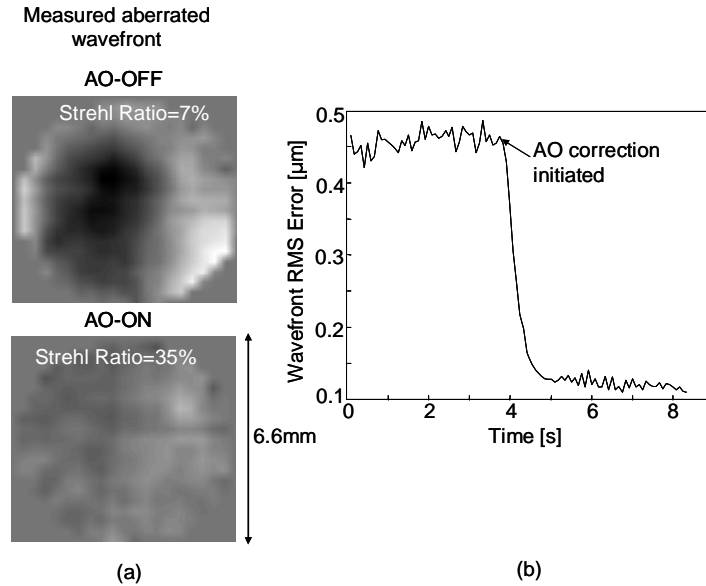 Measured aberrated
wavefront
AO-OFF
Strehl Ratio=7%
AO-ON
Strehl Ratio=35%
6.6mm
(a)
0.5
0.4
0.3
0.2
0.1
Wavefront RMS Error [µm]
AO correction
initiated
0
2
4
6
8
Time [s]
(b)